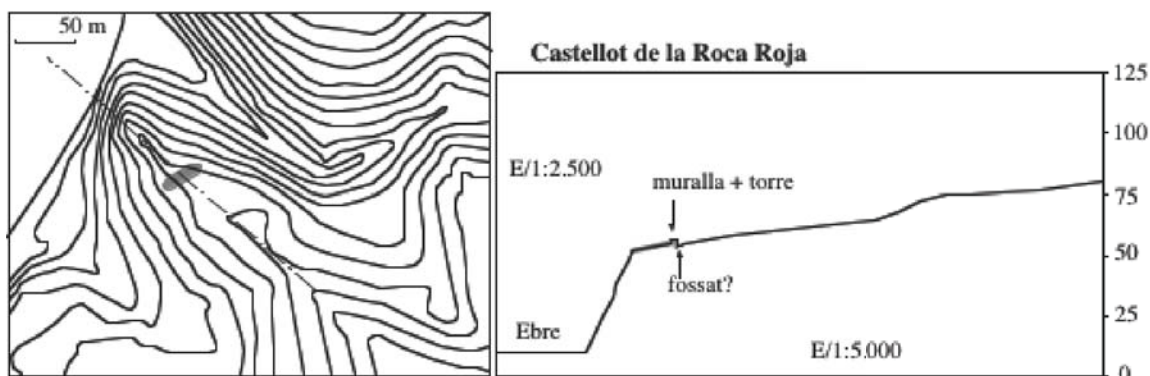 50 m
Castellot de la Roca Roja
125
100
75
50
25
0
E/1:2.500
muralla + torre
fossat?
Ebre
E/1:5.000